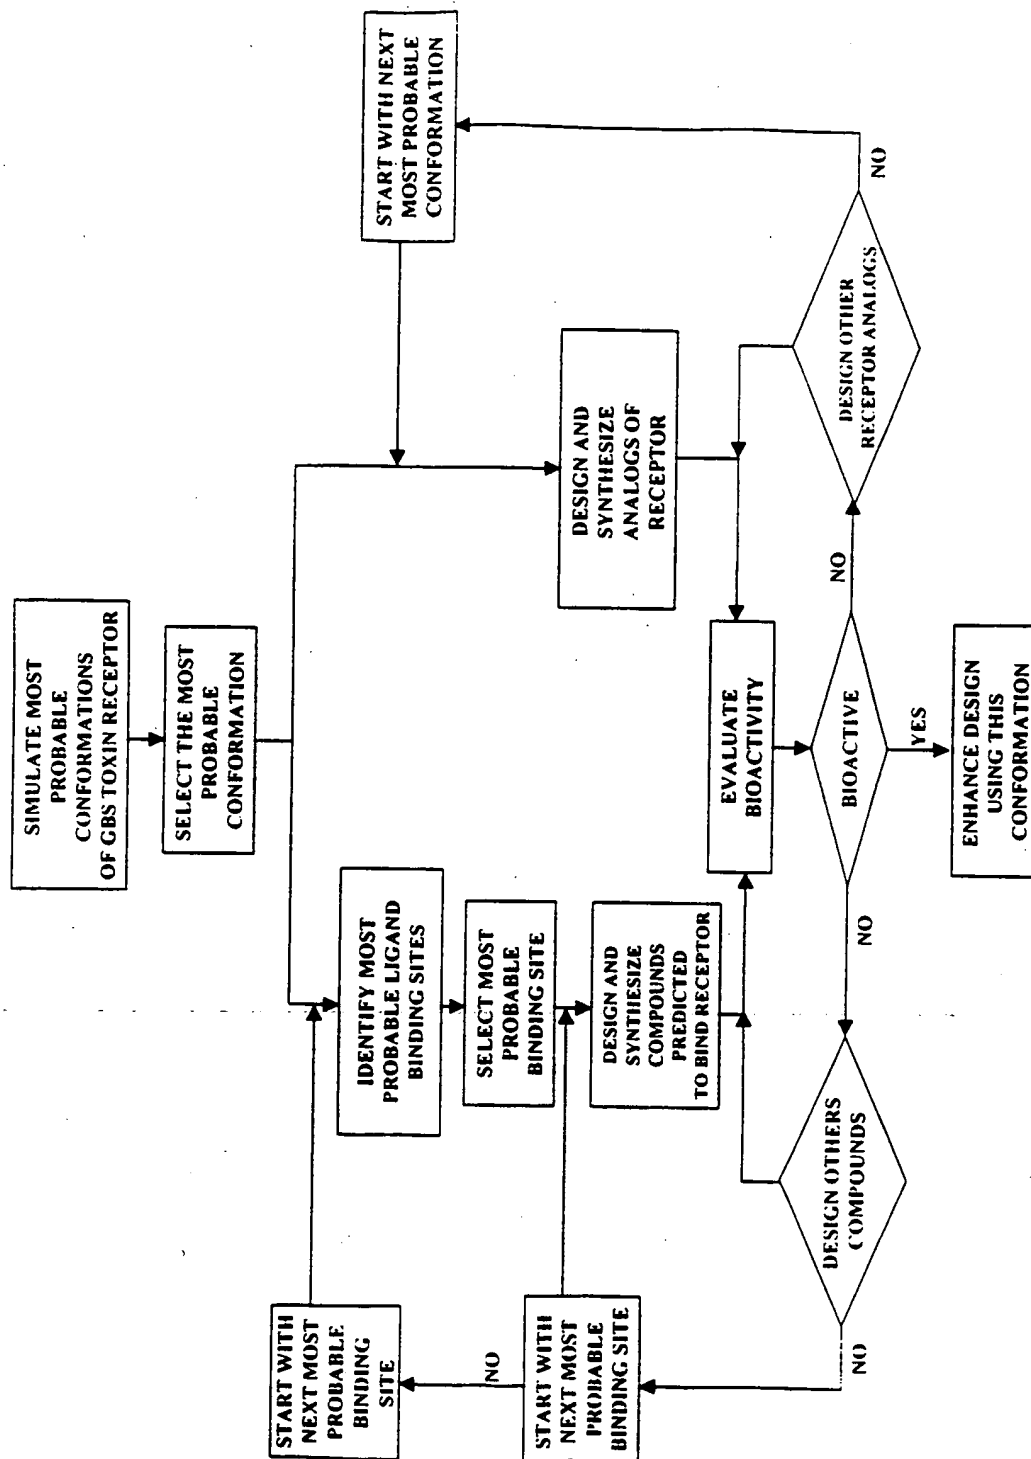 SIMULATE MOST
PROBABLE
CONFORMATIONS
OF GBS TOXIN RECEPTOR
SELECT THE MOST
PROBABLE
CONFORMATION
START WITH NEXT
MOST PROBABLE
CONFORMATION
START WITH
NEXT MOST
PROBABLE
BINDING
SITE
IDENTIFY MOST
PROBABLE LIGAND
BINDING SITES
NO
SELECT MOST
PROBABLE
BINDING SITE
START WITH
NEXT MOST
PROBABLE
BINDING SITE
DESIGN AND
SYNTHESIZE
COMPOUNDS
PREDICTED
TO BIND RECEPTOR
DESIGN AND
SYNTHESIZE
ANALOGS OF
RECEPTOR
EVALUATE
BIOACTIVITY
NO
DESIGN OTHERS
COMPOUNDS
NO
BIOACTIVE
NO
DESIGN OTHER
RECEPTOR ANALOGS
NO
YES
ENHANCE DESIGN
USING THIS
CONFORMATION